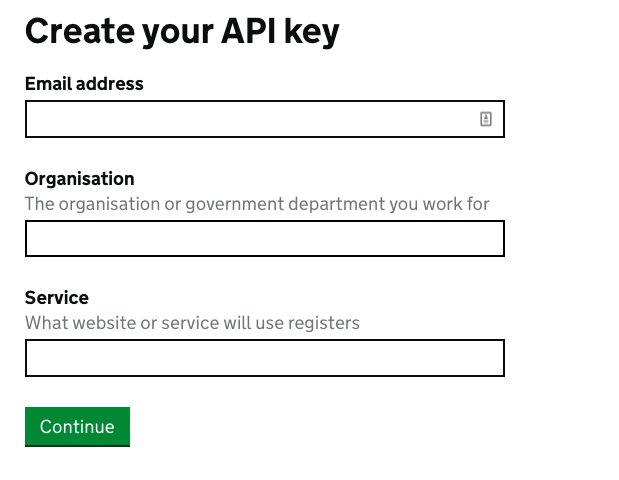 Create your API key
Email address
Organisation
The organisation or government department you work for
Service
What website or service will use registers
Continue